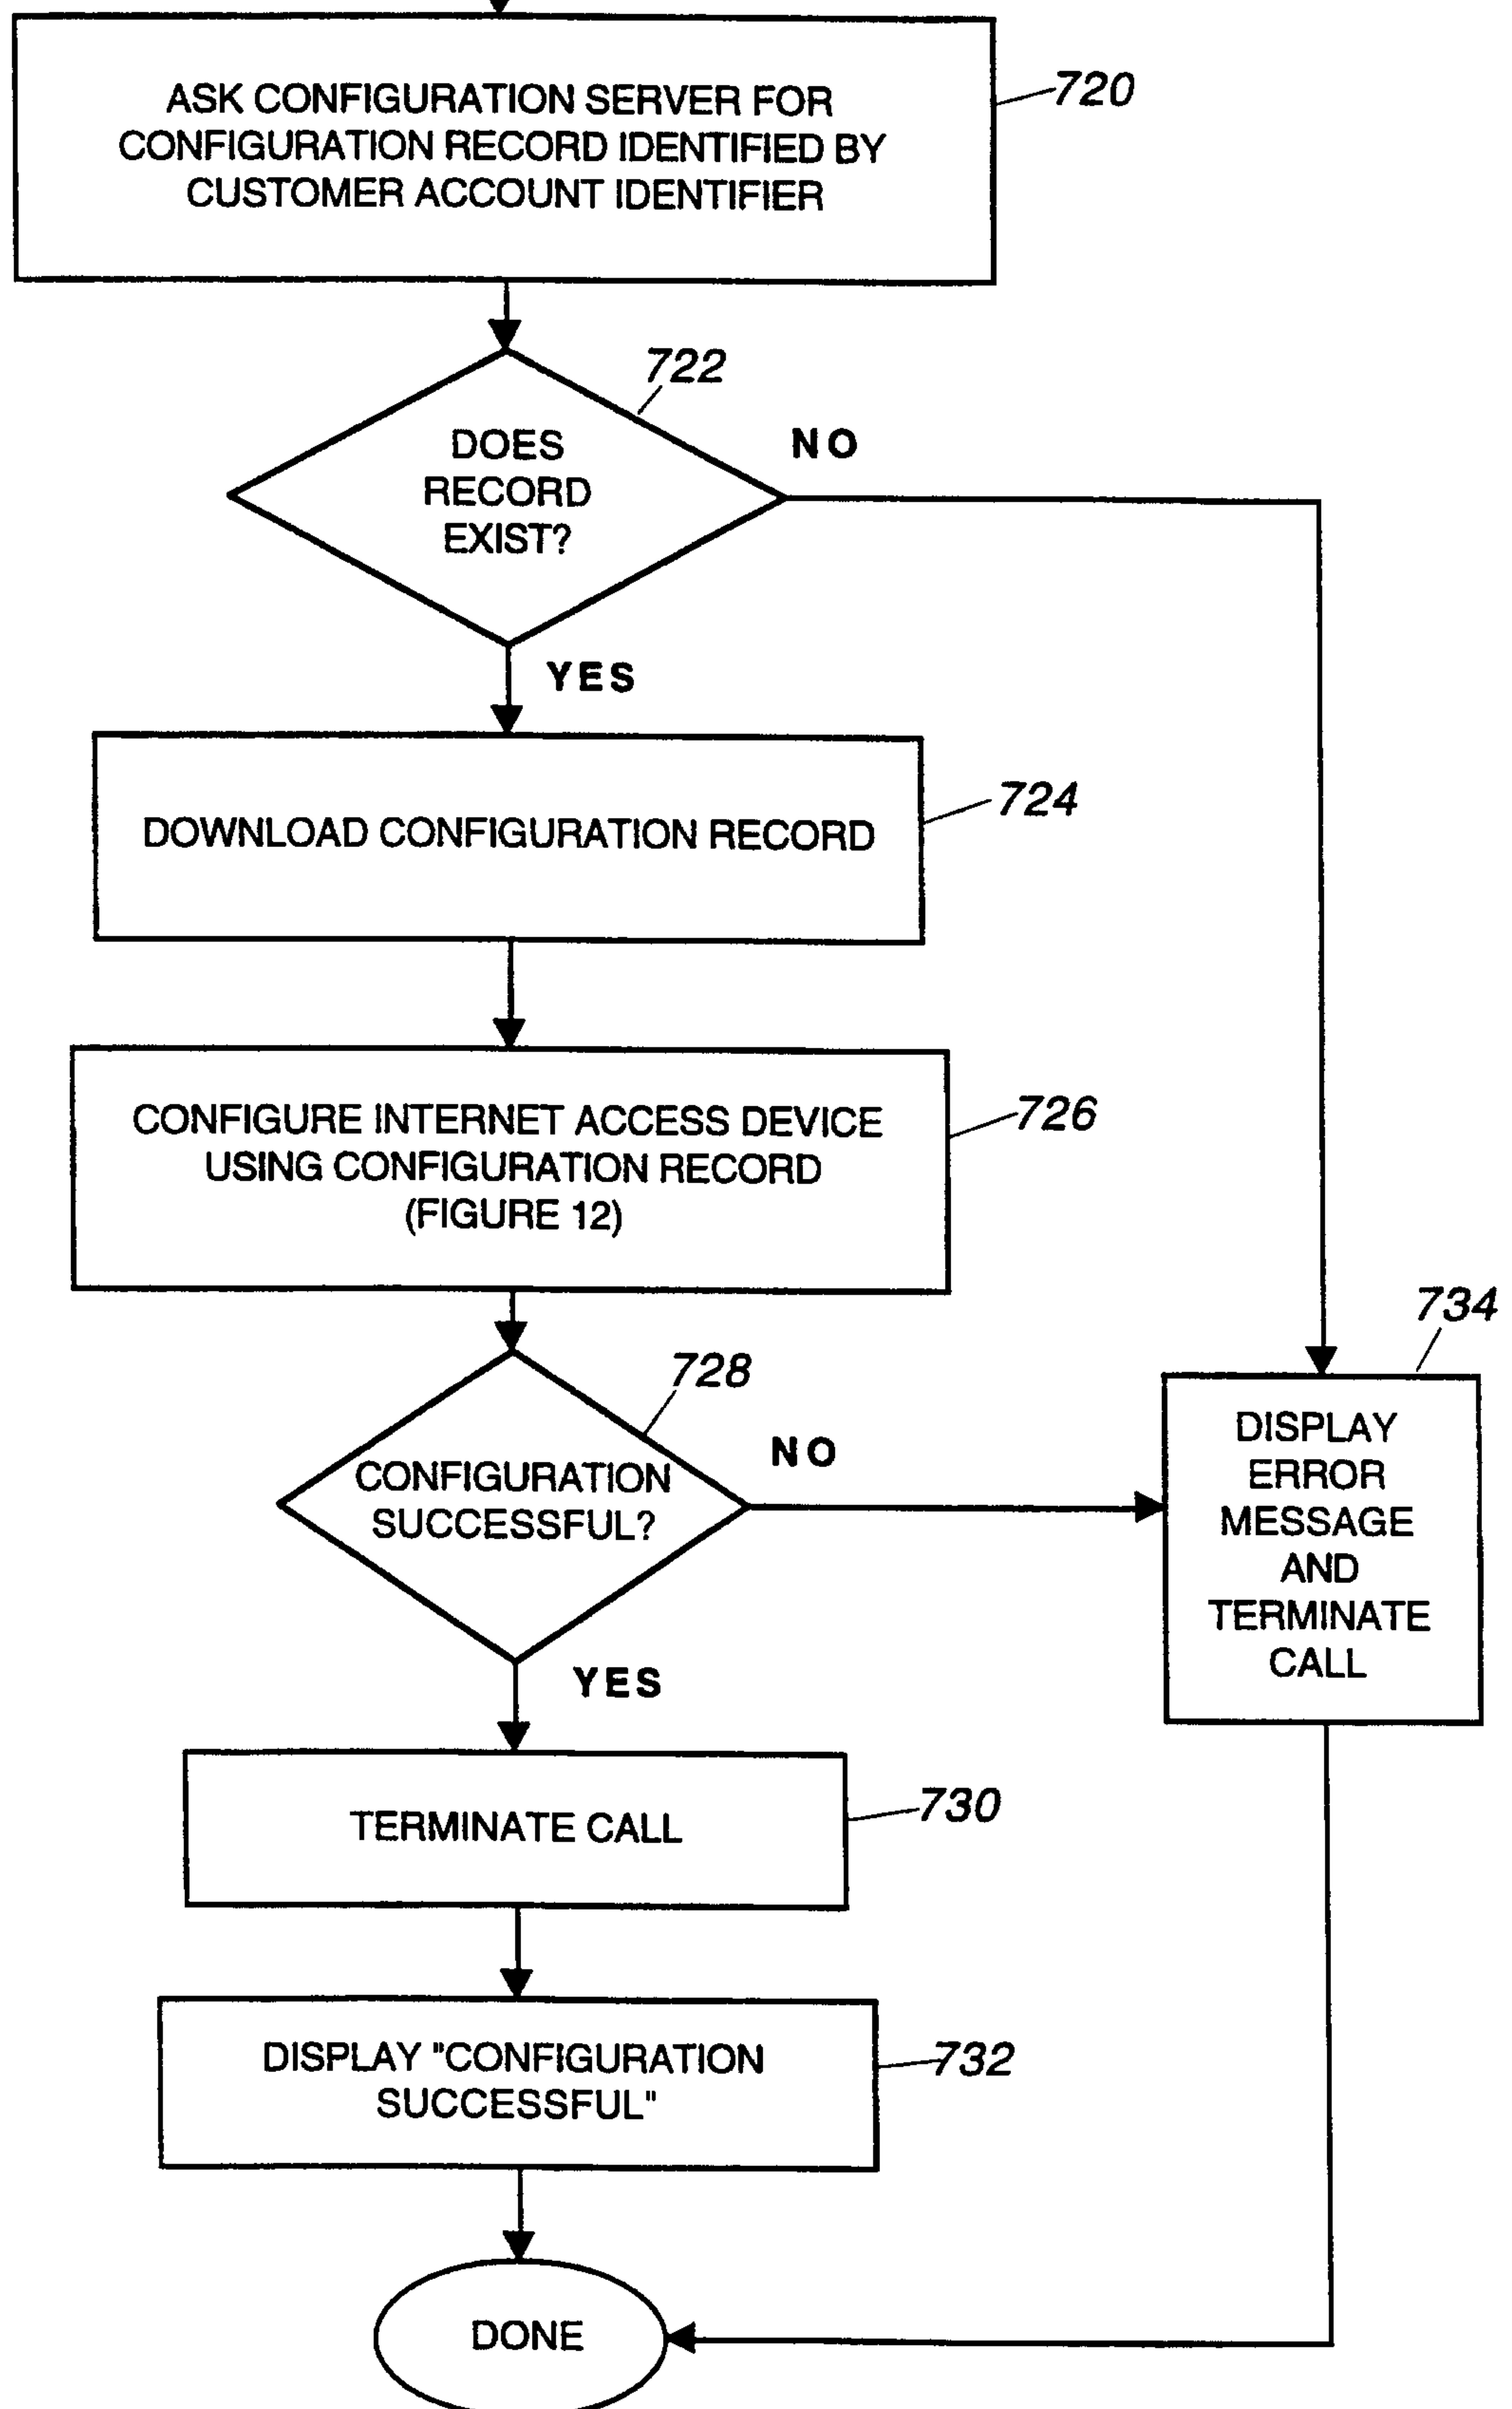 ASK CONFIGURATION SERVER FOR
CONFIGURATION RECORD IDENTIFIED BY
CUSTOMER ACCOUNT IDENTIFIER
720
722
DOES
RECORD
EXIST?
NO
YES
DOWNLOAD CONFIGURATION RECORD
724
CONFIGURE INTERNET ACCESS DEVICE
USING CONFIGURATION RECORD
(FIGURE 12)
726
728
CONFIGURATION
SUCCESSFUL?
NO
YES
734
DISPLAY
ERROR
MESSAGE
AND
TERMINATE
CALL
TERMINATE CALL
730
DISPLAY "CONFIGURATION
SUCCESSFUL"
732
DONE